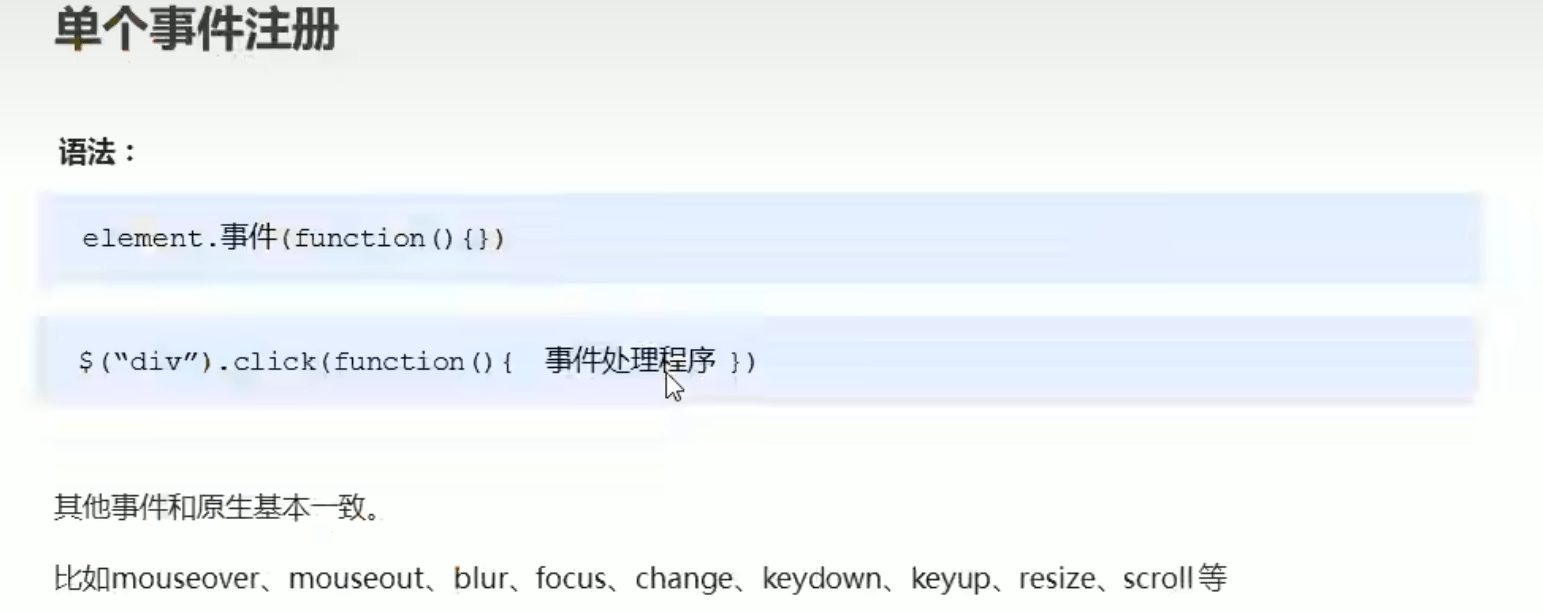 单个事件注册
语法：
element.事件(function(){})
$(“div”).click(function(){ 事件处理程序 })
其他事件和原生基本一致。
比如mouseover、mouseout、blur、focus、change、keydown、keyup、resize、scroll 等